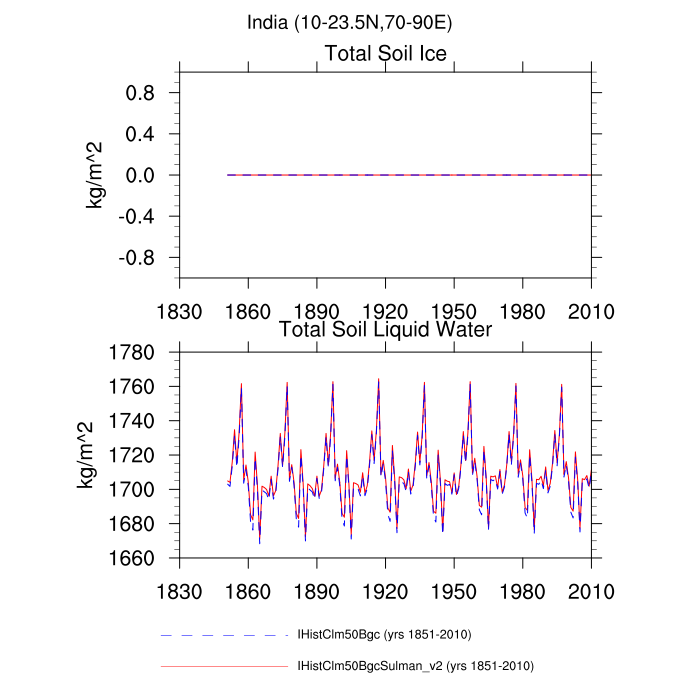 India (10-23.5N,70-90E)
Total Soil Ice
0.8
0.4
0.0
-0.4
-0.8
kg/m^2
1830 1860 1890 1920 1950 1980 2010
Total Soil Liquid Water
1780
1760
1740
1720
1700
1680
1660
kg/m^2
1830 1860 1890 1920 1950 1980 2010
IHistClm50Bgc (yrs 1851-2010)
IHistClm50BgcSulman_v2 (yrs 1851-2010)